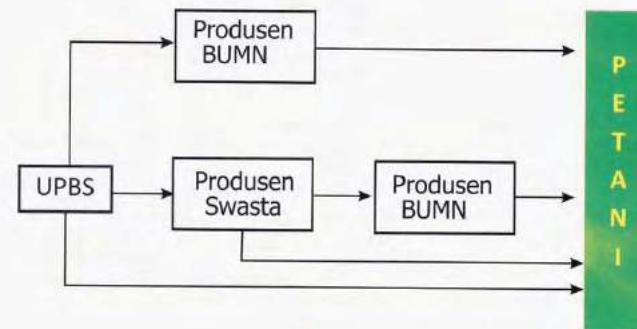 Produsen
BUMN
UPBS
Produsen
Swasta
Produsen
BUMN
P
E
T
A
N
I